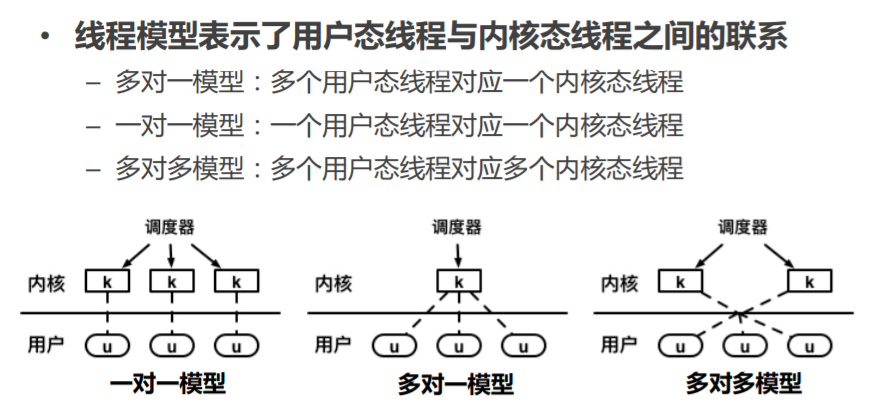 • 线程模型表示了用户态线程与内核态线程之间的联系
– 多对一模型：多个用户态线程对应一个内核态线程
– 一对一模型：一个用户态线程对应一个内核态线程
– 多对多模型：多个用户态线程对应多个内核态线程
调度器 调度器 调度器
内核 k k k 内核 k 内核 k k
用户 u u u 用户 u u u 用户 u u u
一对一模型 多对一模型 多对多模型